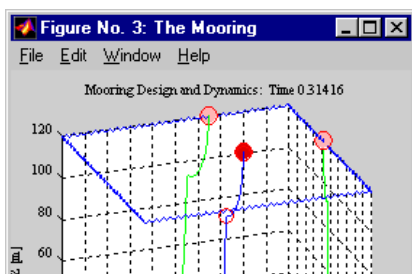 Figure No. 3: The Mooring
File Edit Window Help
Mooring Design and Dynamics: Time 0.31416
120
100
80
60